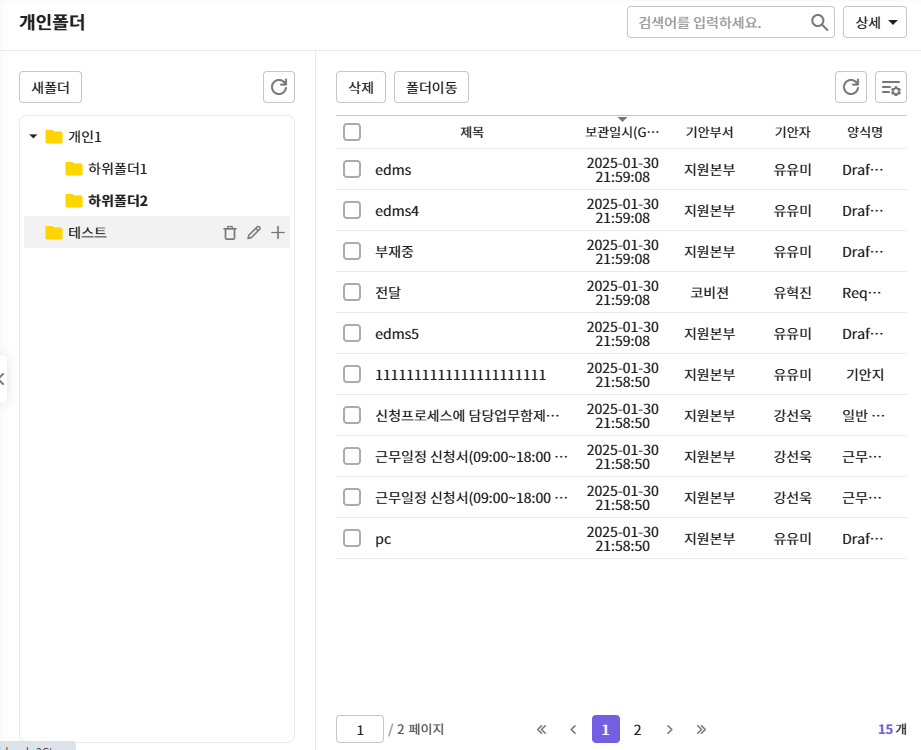 개인폴더
검색어를 입력하세요.
상세
새폴더
개인1
하위폴더1
하위폴더2
테스트
삭제
폴더이동
제목 보관일시(G··· 기안부서 기안자 양식명
edms 2025-01-30 21:59:08 지원본부 유유미 Draf···
edms4 2025-01-30 21:59:08 지원본부 유유미 Draf···
부재중 2025-01-30 21:59:08 지원본부 유유미 Draf···
전달 2025-01-30 21:59:08 코비젼 유혁진 Req···
edms5 2025-01-30 21:59:08 지원본부 유유미 Draf···
1111111111111111111111 2025-01-30 21:58:50 지원본부 유유미 기안지
신청프로세스에 담당업무함제··· 2025-01-30 21:58:50 지원본부 강선욱 일반 ···
근무일정 신청서(09:00~18:00 ··· 2025-01-30 21:58:50 지원본부 강선욱 근무···
근무일정 신청서(09:00~18:00 ··· 2025-01-30 21:58:50 지원본부 강선욱 근무···
pc 2025-01-30 21:58:50 지원본부 유유미 Draf···
1 / 2 페이지
1 2
15개